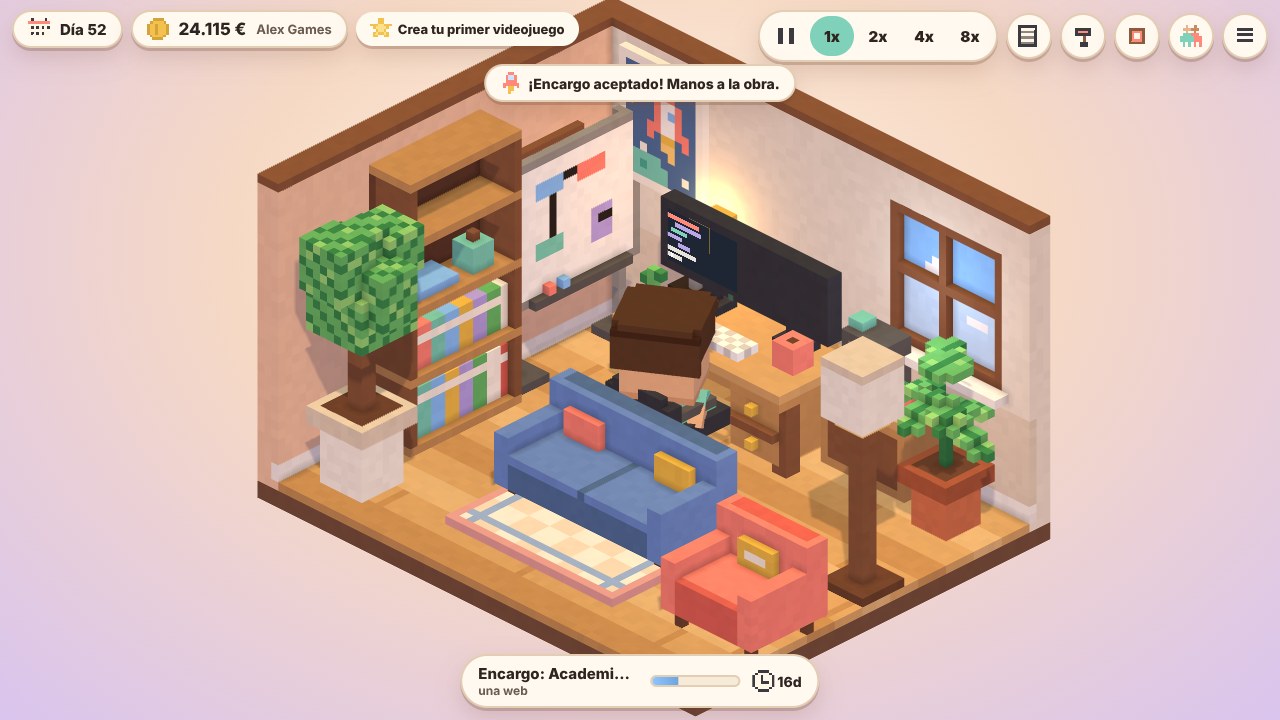 Día 52
24.115 € Alex Games
Crea tu primer videojuego
1x 2x 4x 8x
¡Encargo aceptado! Manos a la obra.
Encargo: Academi...
una web
16d